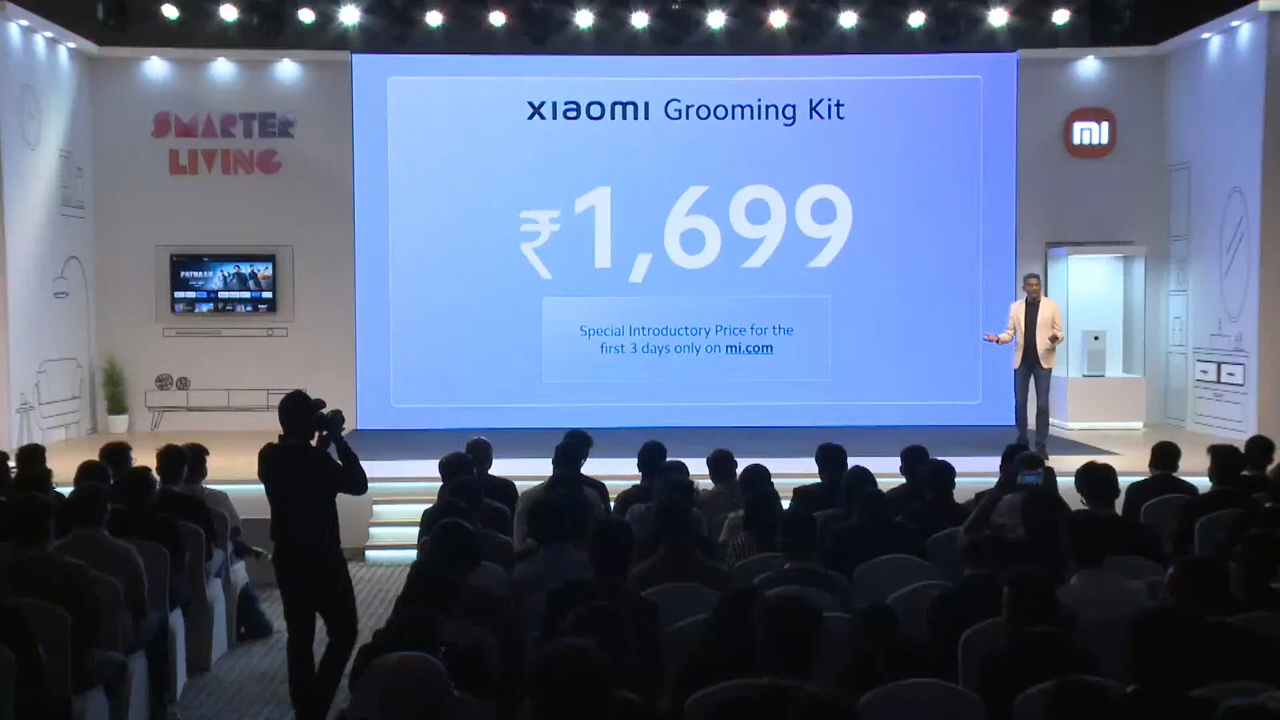 SMARTER
LIVING
xiaomi Grooming Kit
₹1,699
Special Introductory Price for the
first 3 days only on mi.com
mi
PATHAAN